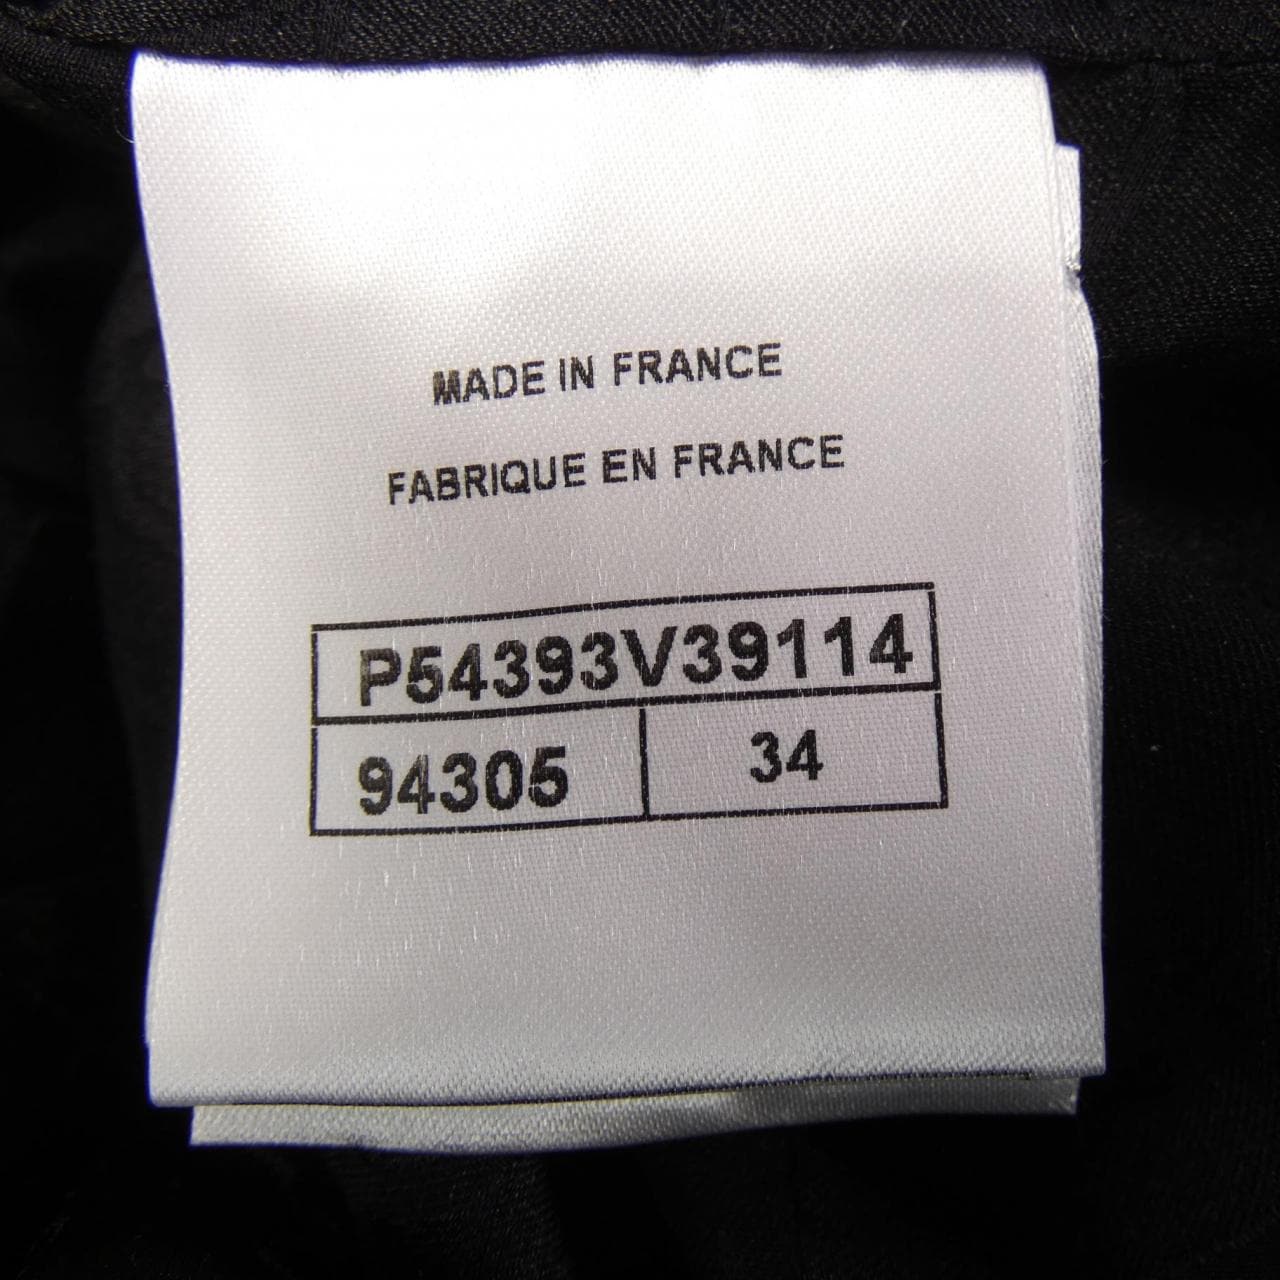 MADE IN FRANCE
FABRIQUE EN FRANCE
P54393V39114
94305 34